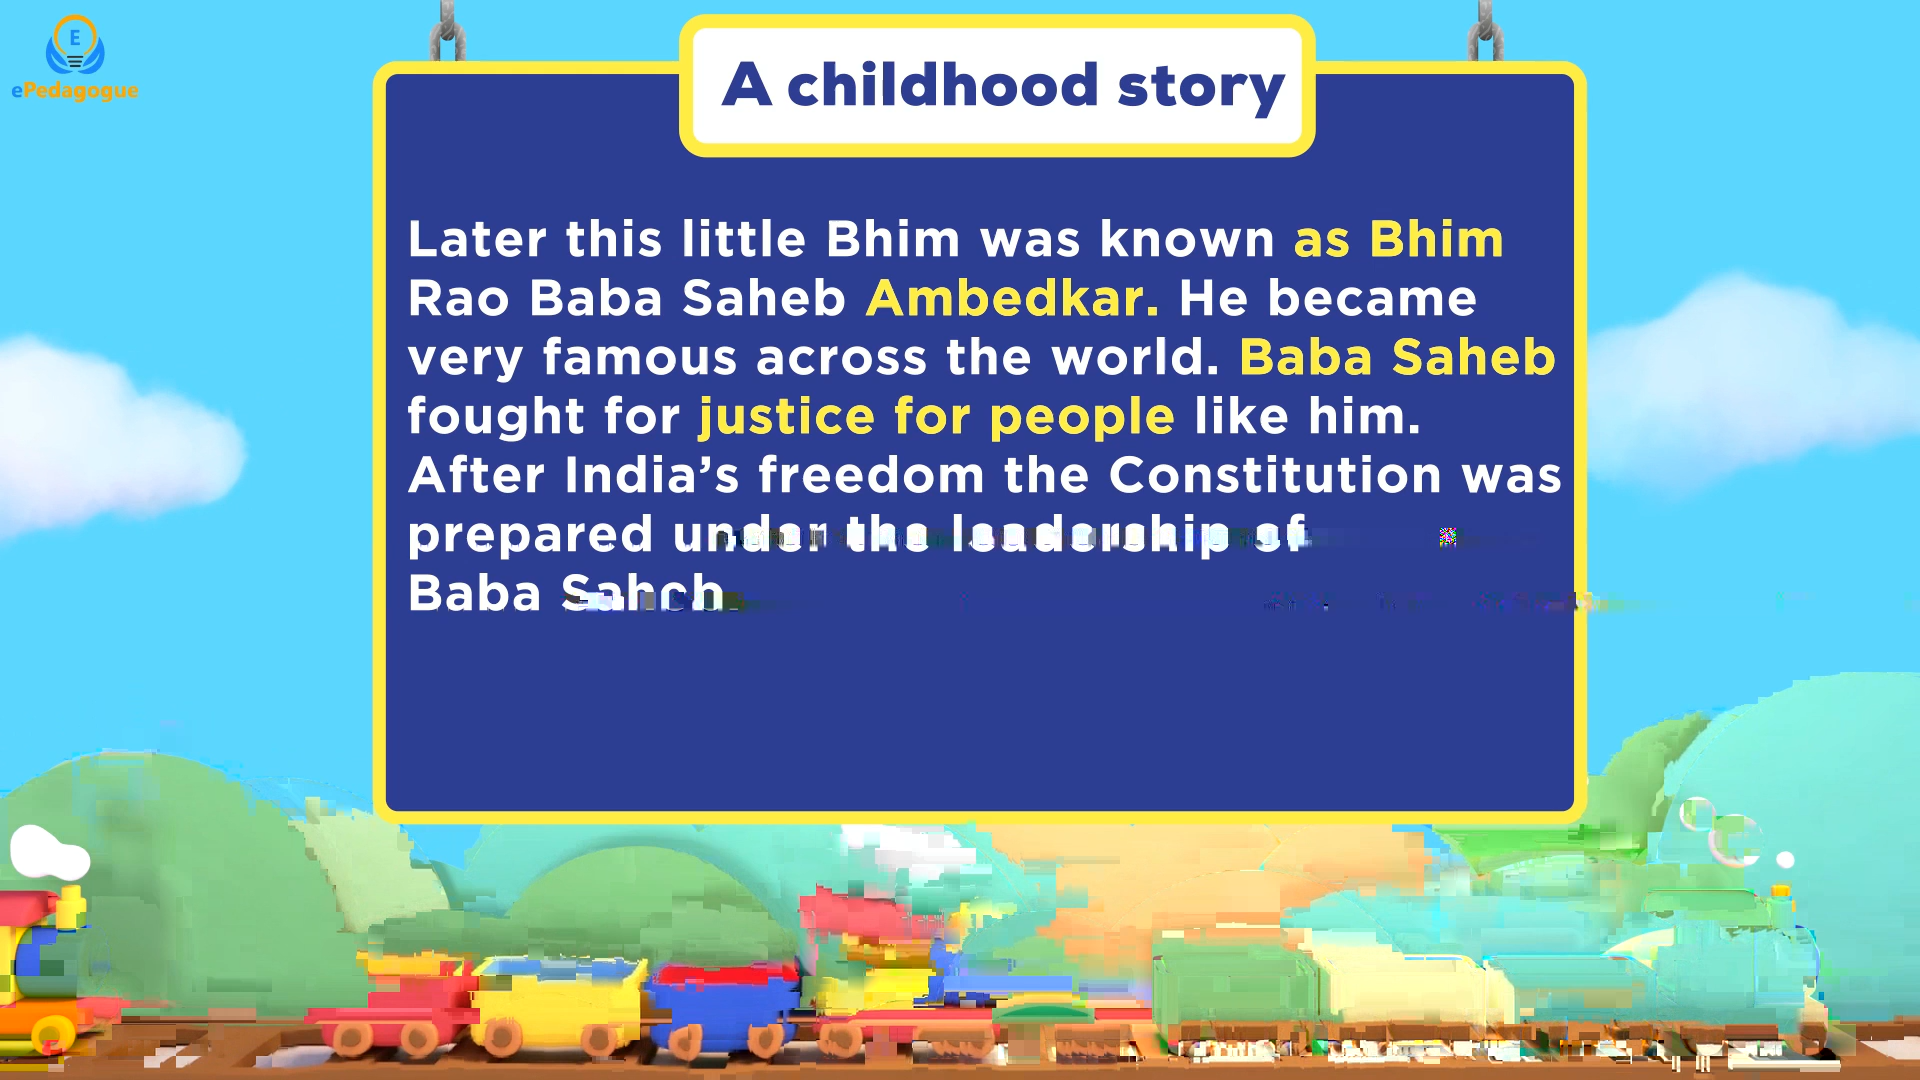 E
ePedagogue
A childhood story
Later this little Bhim was known as Bhim
Rao Baba Saheb Ambedkar. He became
very famous across the world. Baba Saheb
fought for justice for people like him.
After India’s freedom the Constitution was
prepared under the leadership of
Baba Saheb.